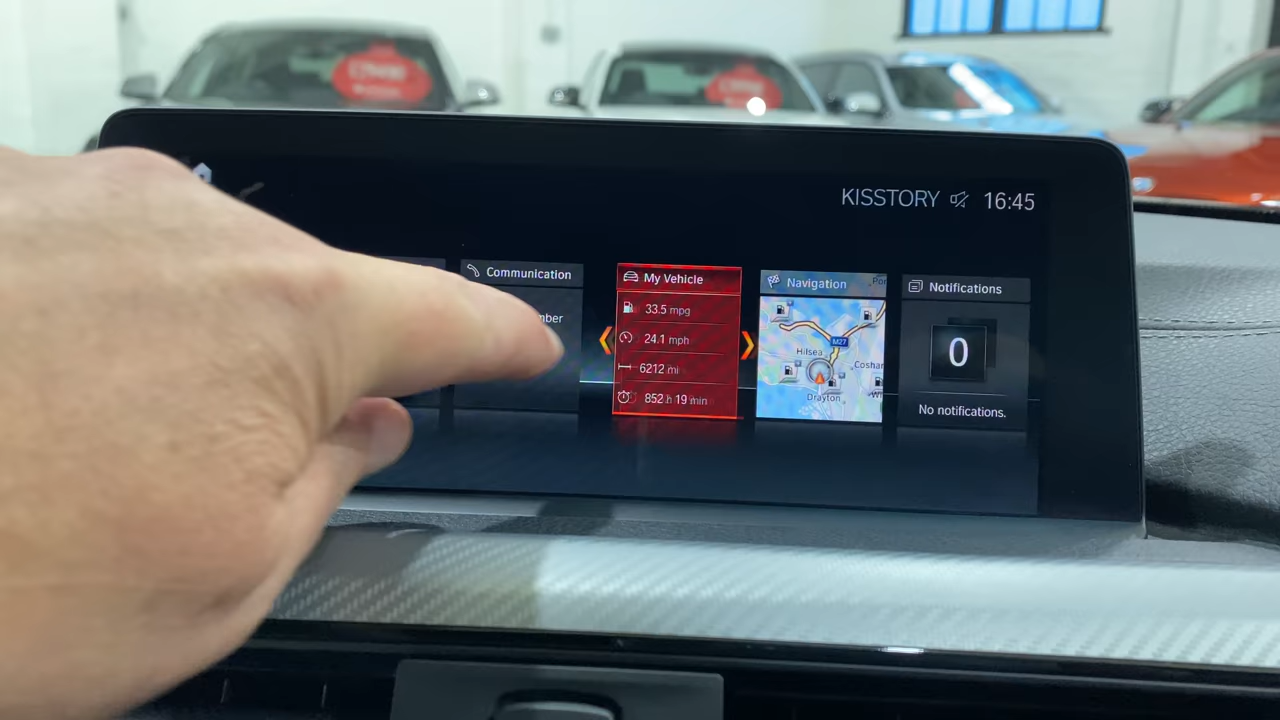 KISSTORY 16:45
Communication
My Vehicle
33.5 mpg
24.1 mph
6212 mi
852 h 19 min
Navigation
M27
Hilsea
Drayton
Notifications
0
No notifications.